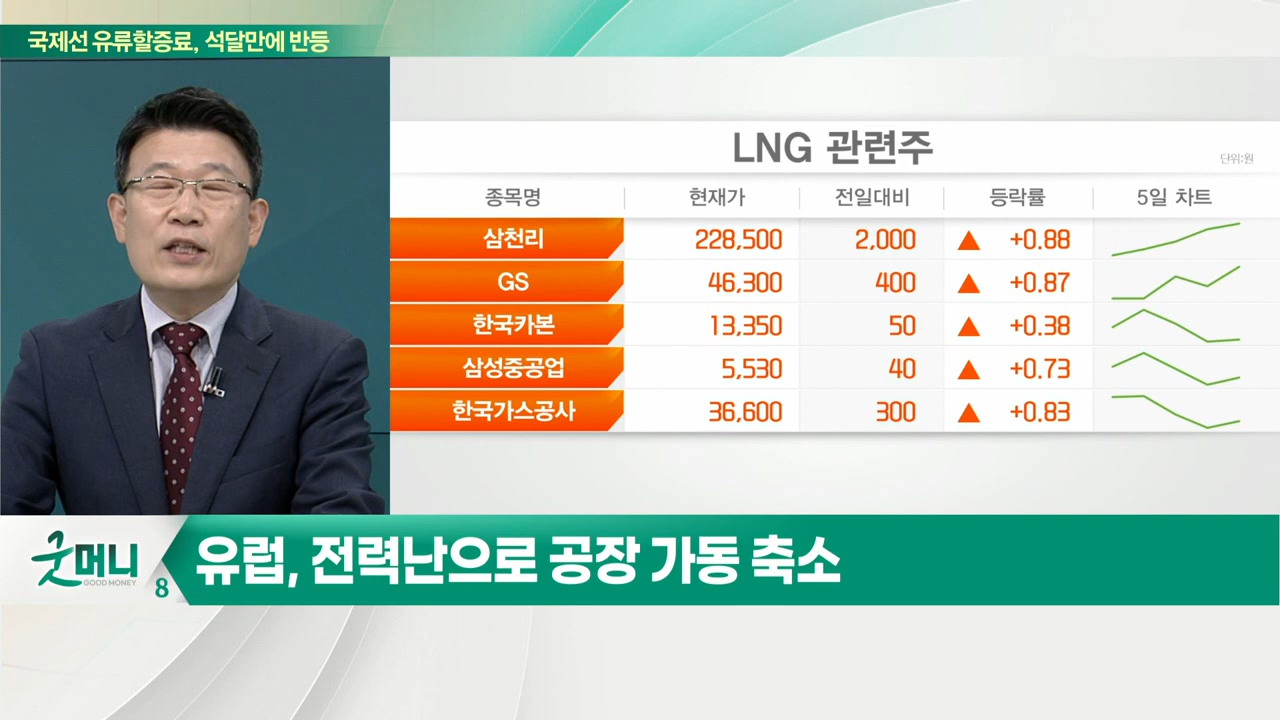 국제선 유류할증료, 석달만에 반등
LNG 관련주
단위:원
종목명 현재가 전일대비 등락률 5일 차트
삼천리 228,500 2,000 ▲ +0.88
GS 46,300 400 ▲ +0.87
한국카본 13,350 50 ▲ +0.38
삼성중공업 5,530 40 ▲ +0.73
한국가스공사 36,600 300 ▲ +0.83
굿머니
GOOD MONEY
8
유럽, 전력난으로 공장 가동 축소